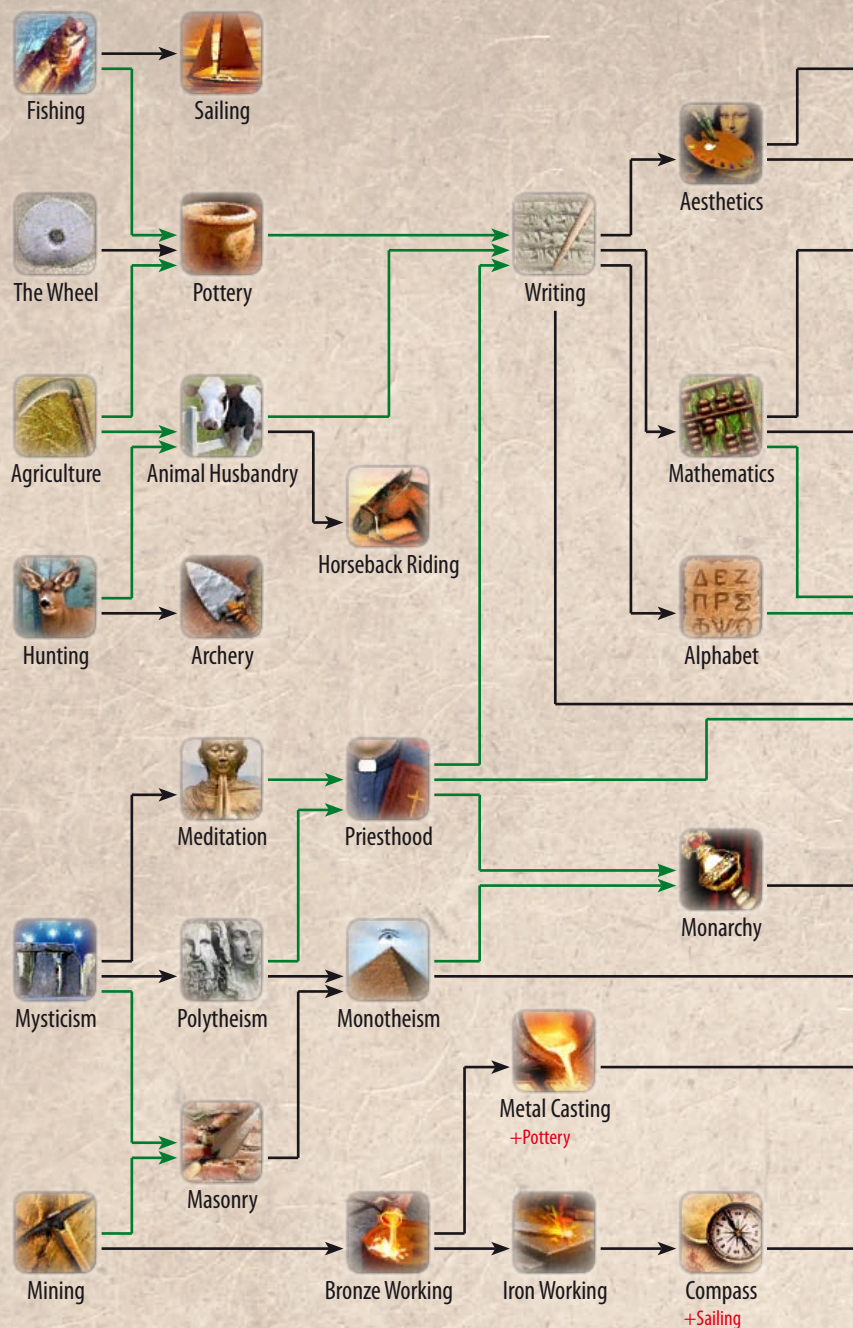 Fishing
Sailing
Aesthetics
The Wheel
Pottery
Writing
Agriculture
Animal Husbandry
Mathematics
Horseback Riding
ΔΕΖ
ΠΡΣ
ΦΨΩ
Hunting
Archery
Alphabet
Meditation
Priesthood
Monarchy
Mysticism
Polytheism
Monotheism
Metal Casting
+Pottery
Masonry
Mining
Bronze Working
Iron Working
Compass
+Sailing